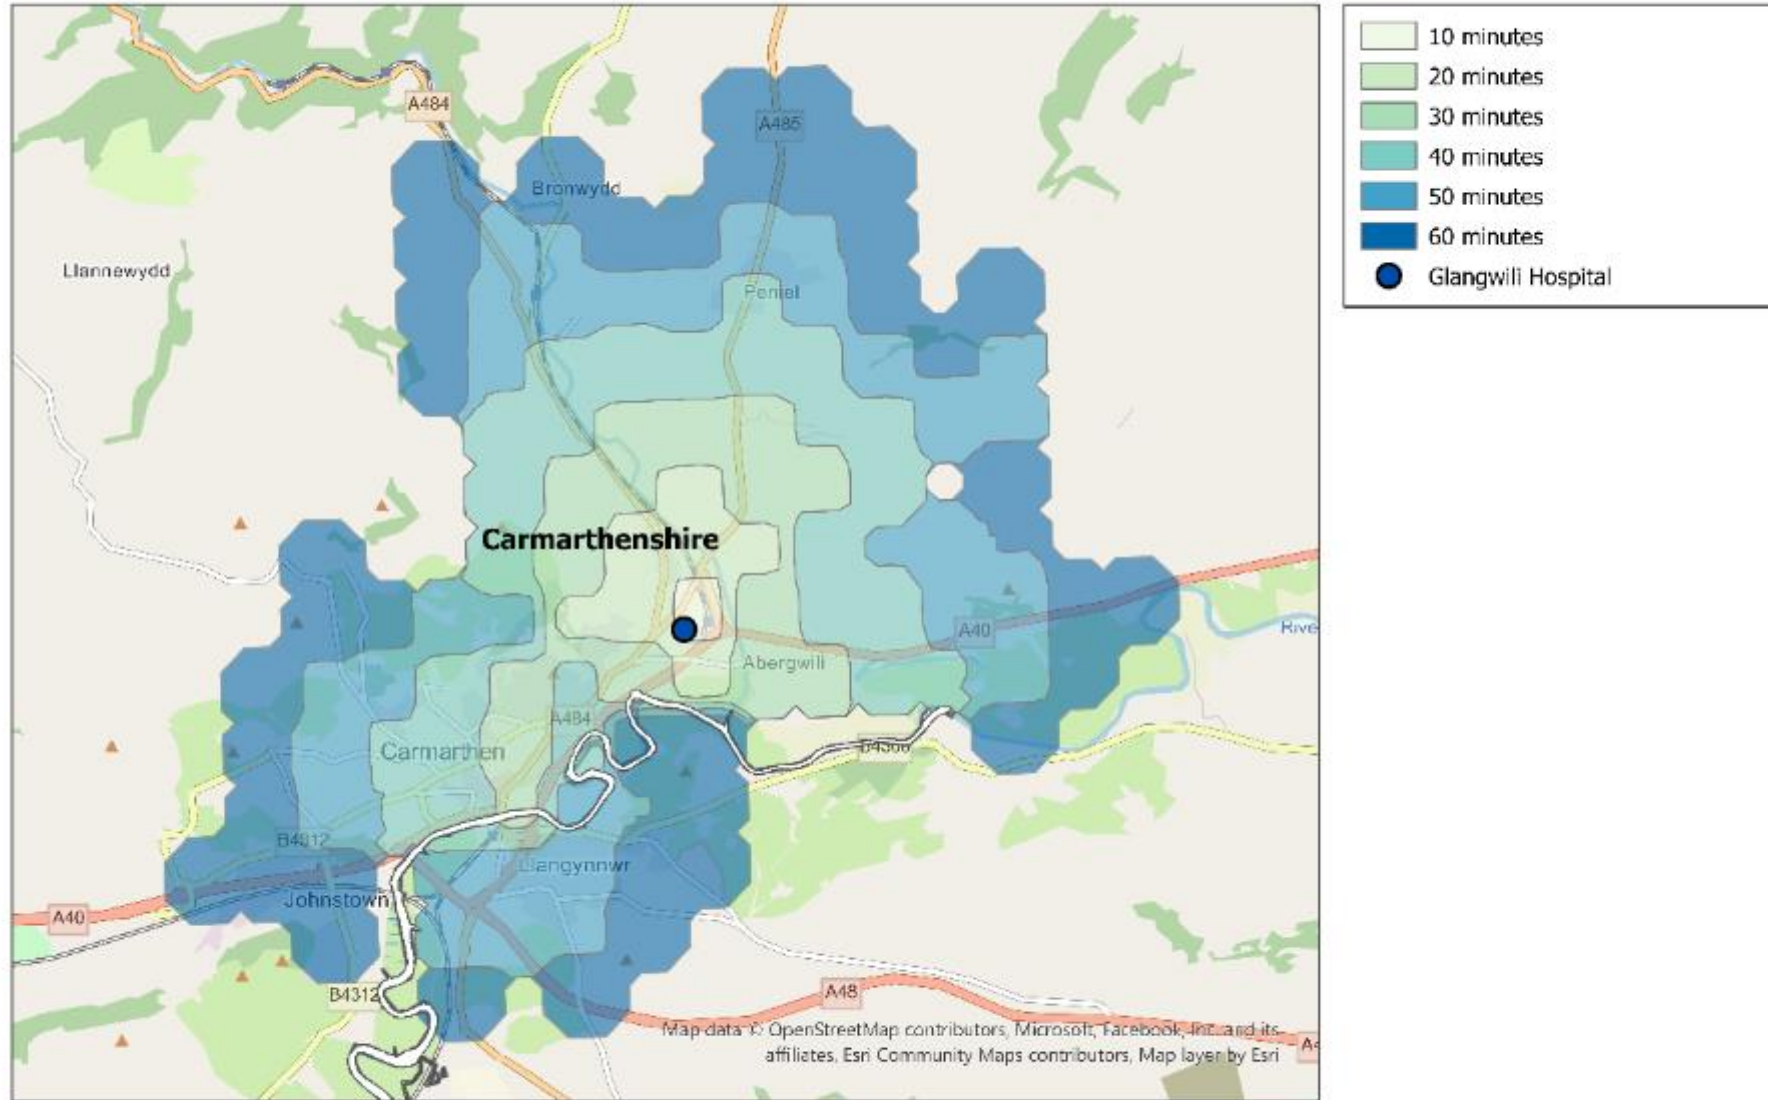 A484
A485
Bronwydd
Llannewydd
Peniel
Carmarthenshire
A40
Abergwili
A484
Carmarthen
B4300
B4312
Llangynnwr
Johnstown
A40
B4312
A48
Map data © OpenStreetMap contributors, Microsoft, Facebook, Inc. and its
affiliates, Esri Community Maps contributors, Map layer by Esri
10 minutes
20 minutes
30 minutes
40 minutes
50 minutes
60 minutes
Glangwili Hospital